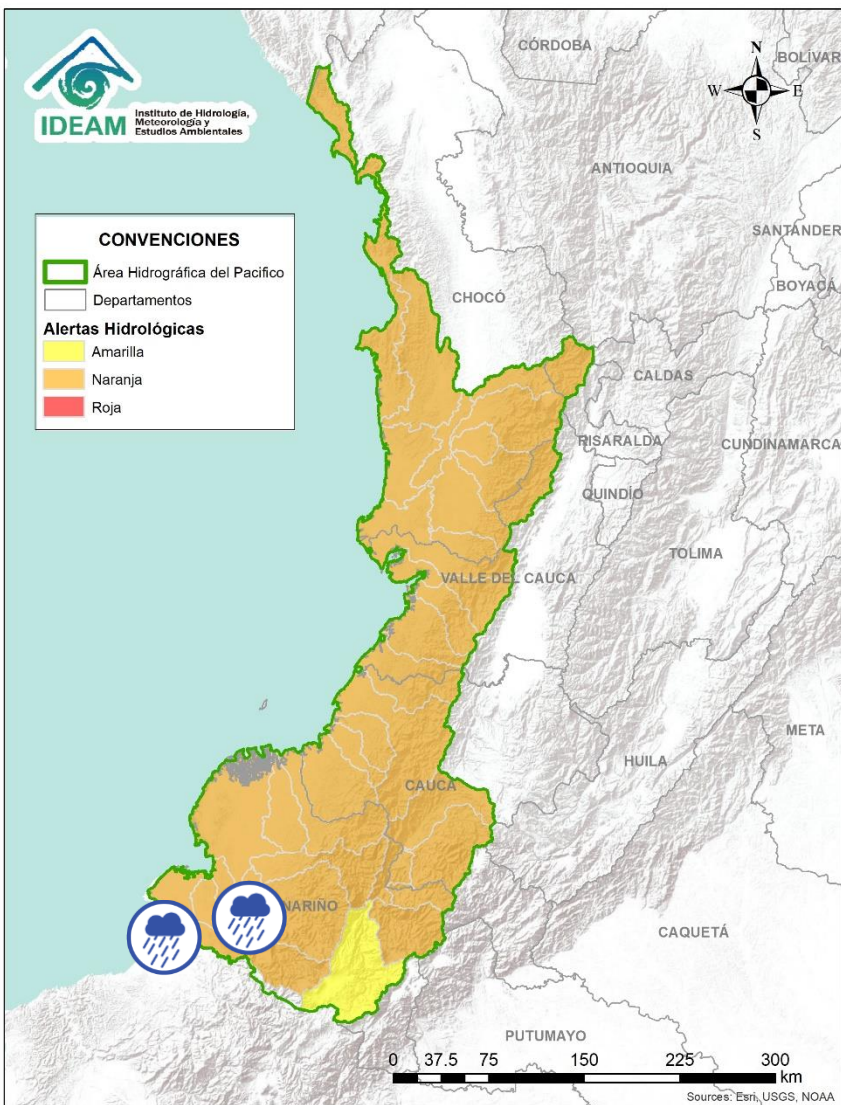 IDEAM
Instituto de Hidrología,
Meteorología y
Estudios Ambientales
N
W
E
S
CÓRDOBA
BOLÍVAR
ANTIOQUIA
SANTANDER
BOYACÁ
CHOCÓ
CALDAS
RISARALDA
CUNDINAMARCA
QUINDÍO
TOLIMA
VALLE DEL CAUCA
META
HUILA
CAUCA
NARIÑO
CAQUETÁ
PUTUMAYO
CONVENCIONES
Área Hidrográfica del Pacifico
Departamentos
Alertas Hidrológicas
Amarilla
Naranja
Roja
0 37.5 75 150 225 300
km
Sources: Esri, USGS, NOAA